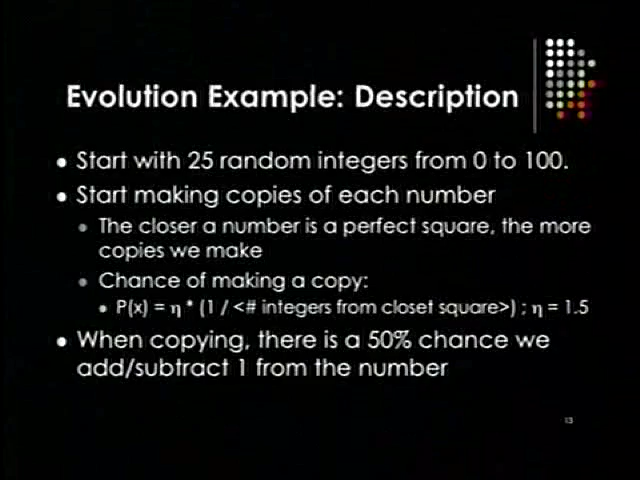 Evolution Example: Description
• Start with 25 random integers from 0 to 100.
• Start making copies of each number
• The closer a number is a perfect square, the more
copies we make
• Chance of making a copy:
• P(x) = η * (1 / <# integers from closet square>) ; η = 1.5
• When copying, there is a 50% chance we
add/subtract 1 from the number
13